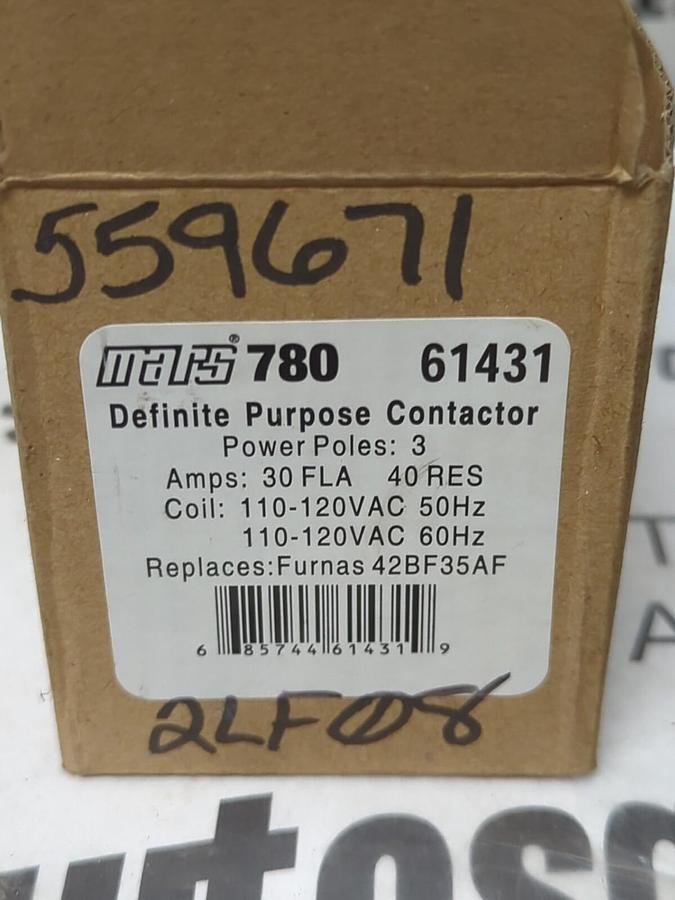 559671
mars® 780 61431
Definite Purpose Contactor
Power Poles: 3
Amps: 30 FLA 40 RES
Coil: 110-120VAC 50Hz
110-120VAC 60Hz
Replaces:Furnas 42BF35AF
6 85744 61431 9
2LF08